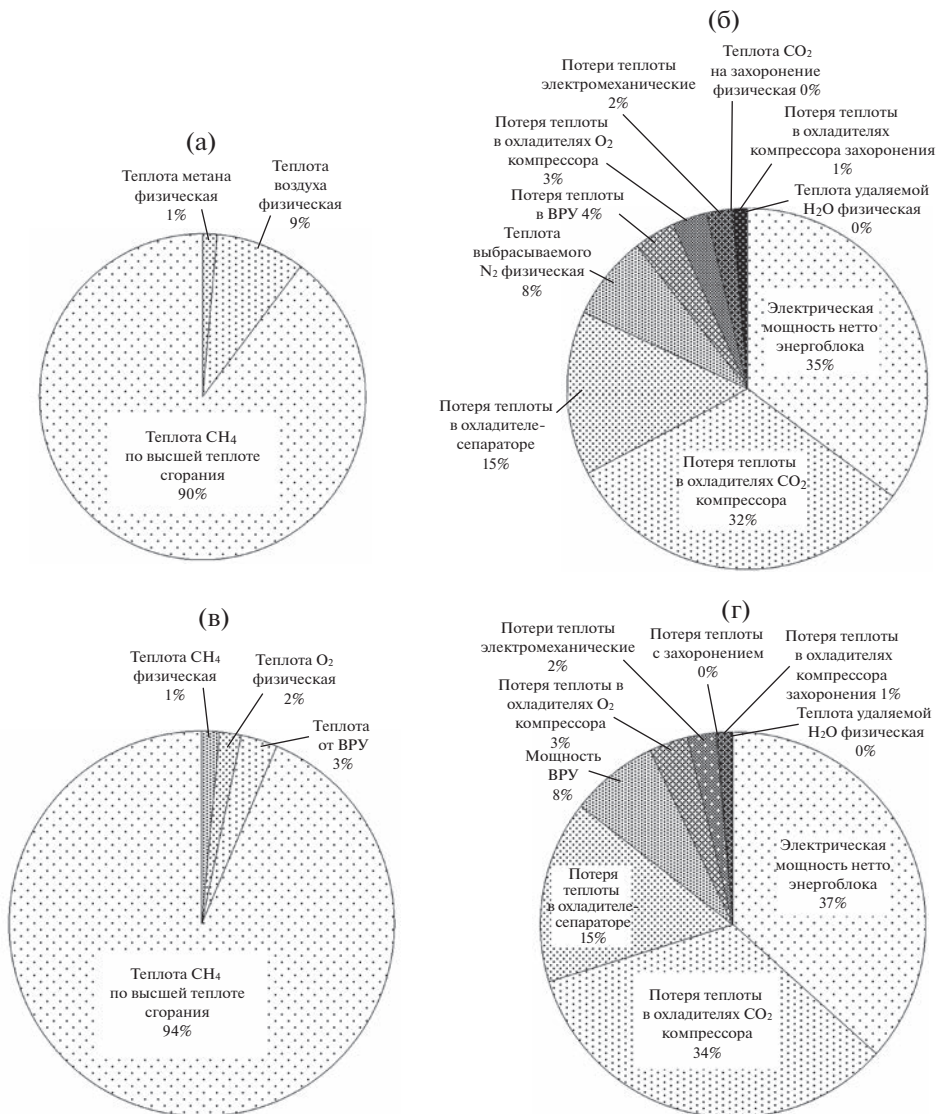 (а)
Теплота метана
физическая
1%
Теплота
воздуха
физическая
9%
Теплота CH4
по высшей теплоте
сгорания
90%
(б)
Потери теплоты
электромеханические
2%
Теплота CO2
на захоронение
физическая 0%
Потеря теплоты
в охладителях O2
компрессора
3%
Потеря теплоты
в охладителях
компрессора захоронения
1%
Потеря теплоты
в ВРУ 4%
Теплота удаляемой
H2O физическая
0%
Теплота
выбрасываемого
N2 физическая
8%
Электрическая
мощность нетто
энергоблока
35%
Потеря теплоты
в охладителе-
сепараторе
15%
Потеря теплоты
в охладителях CO2
компрессора
32%
(в)
Теплота CH4
физическая
1%
Теплота O2
физическая
2%
Теплота
от ВРУ
3%
Теплота CH4
по высшей теплоте
сгорания
94%
(г)
Потери теплоты
электромеханические
2%
Потеря теплоты
с захоронением
0%
Потеря теплоты
в охладителях
компрессора
захоронения 1%
Потеря теплоты в
охладителях O2
компрессора
3%
Теплота удаляемой
H2O физическая
0%
Мощность
ВРУ
8%
Электрическая
мощность нетто
энергоблока
37%
Потеря
теплоты
в охладителе-
сепараторе
15%
Потеря теплоты
в охладителях CO2
компрессора
34%